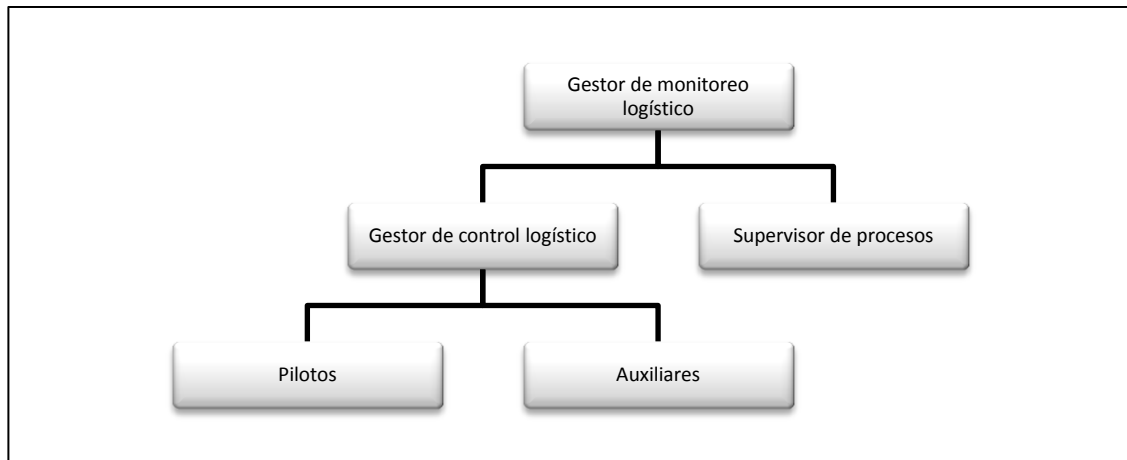 Gestor de monitoreo
logístico
Gestor de control logístico
Supervisor de procesos
Pilotos
Auxiliares